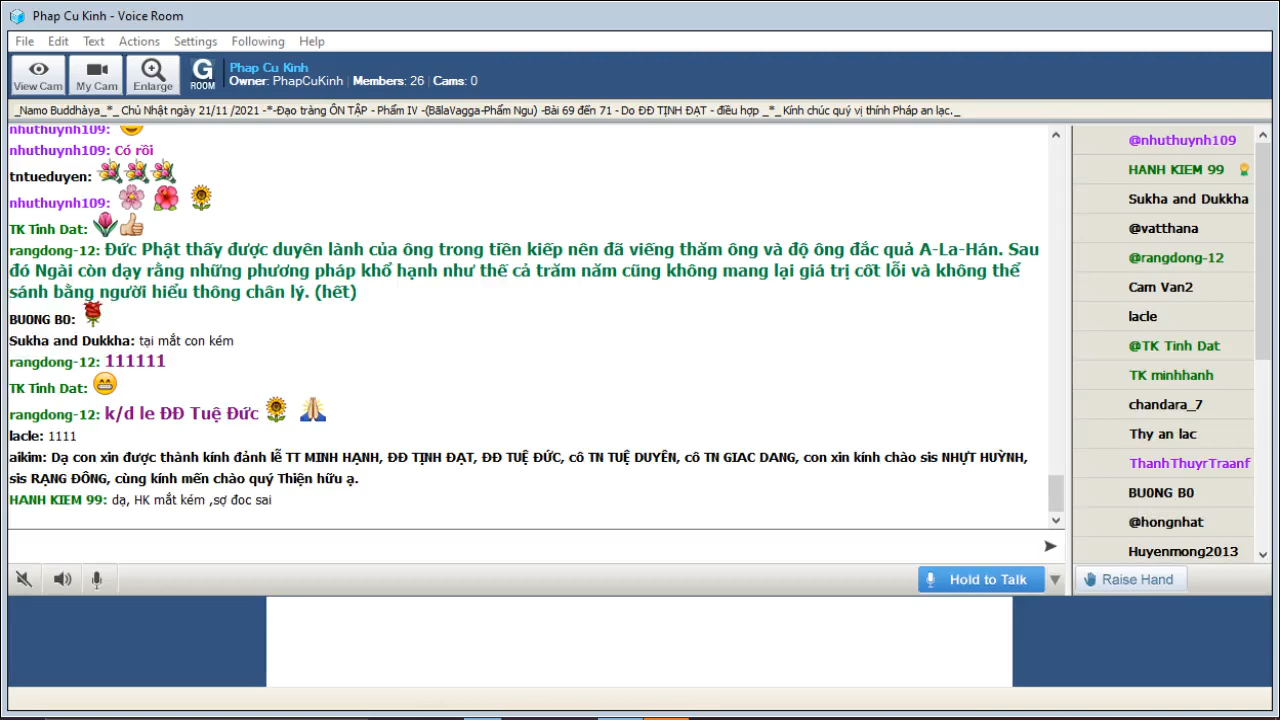 Phap Cu Kinh - Voice Room
File Edit Text Actions Settings Following Help
View Cam
My Cam
Enlarge
G ROOM
Phap Cu Kinh
Owner: PhapCuKinh | Members: 26 | Cams: 0
_Namo Buddhàya_*_ Chủ Nhật ngày 21/11 /2021 -*-Đạo tràng ÔN TẬP - Phẩm IV -(BãlaVagga-Phẩm Ngu) -Bài 69 đến 71 - Do ĐĐ TỊNH ĐẠT - điều hợp _*_ Kính chúc quý vị thính Pháp an lạc._
nhuthuynh109:
nhuthuynh109: Có rồi
tntueduyen:
nhuthuynh109:
TK Tinh Dat:
rangdong-12: Đức Phật thấy được duyên lành của ông trong tiền kiếp nên đã viếng thăm ông và độ ông đắc quả A-La-Hán. Sau
đó Ngài còn dạy rằng những phương pháp khổ hạnh như thế cả trăm năm cũng không mang lại giá trị cốt lỗi và không thể
sánh bằng người hiểu thông chân lý. (hết)
BU0NG B0:
Sukha and Dukkha: tại mắt con kém
rangdong-12: 111111
TK Tinh Dat:
rangdong-12: k/d le ĐĐ Tuệ Đức
lacle: 1111
aikim: Dạ con xin được thành kính đảnh lễ TT MINH HẠNH, ĐĐ TỊNH ĐẠT, ĐĐ TUỆ ĐỨC, cô TN TUỆ DUYÊN, cô TN GIAC DANG, con xin kính chào sis NHỰT HUỲNH,
sis RẠNG ĐÔNG, cùng kính mến chào quý Thiện hữu ạ.
HANH KIEM 99: dạ, HK mắt kém ,sợ đoc sai
Hold to Talk
@nhuthuynh109
HANH KIEM 99
Sukha and Dukkha
@vatthana
@rangdong-12
Cam Van2
lacle
@TK Tinh Dat
TK minhhanh
chandara_7
Thy an lac
ThanhThuyrTraanf
BU0NG B0
@hongnhat
Huyenmong2013
Raise Hand